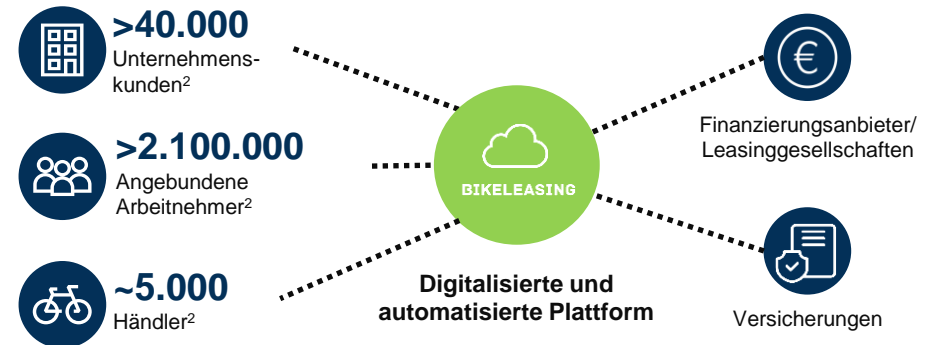 >40.000
Unternehmens-
kunden²
>2.100.000
Angebundene
Arbeitnehmer²
~5.000
Händler²
BIKELEASING
Digitalisierte und
automatisierte Plattform
€
Finanzierungsanbieter/
Leasinggesellschaften
Versicherungen